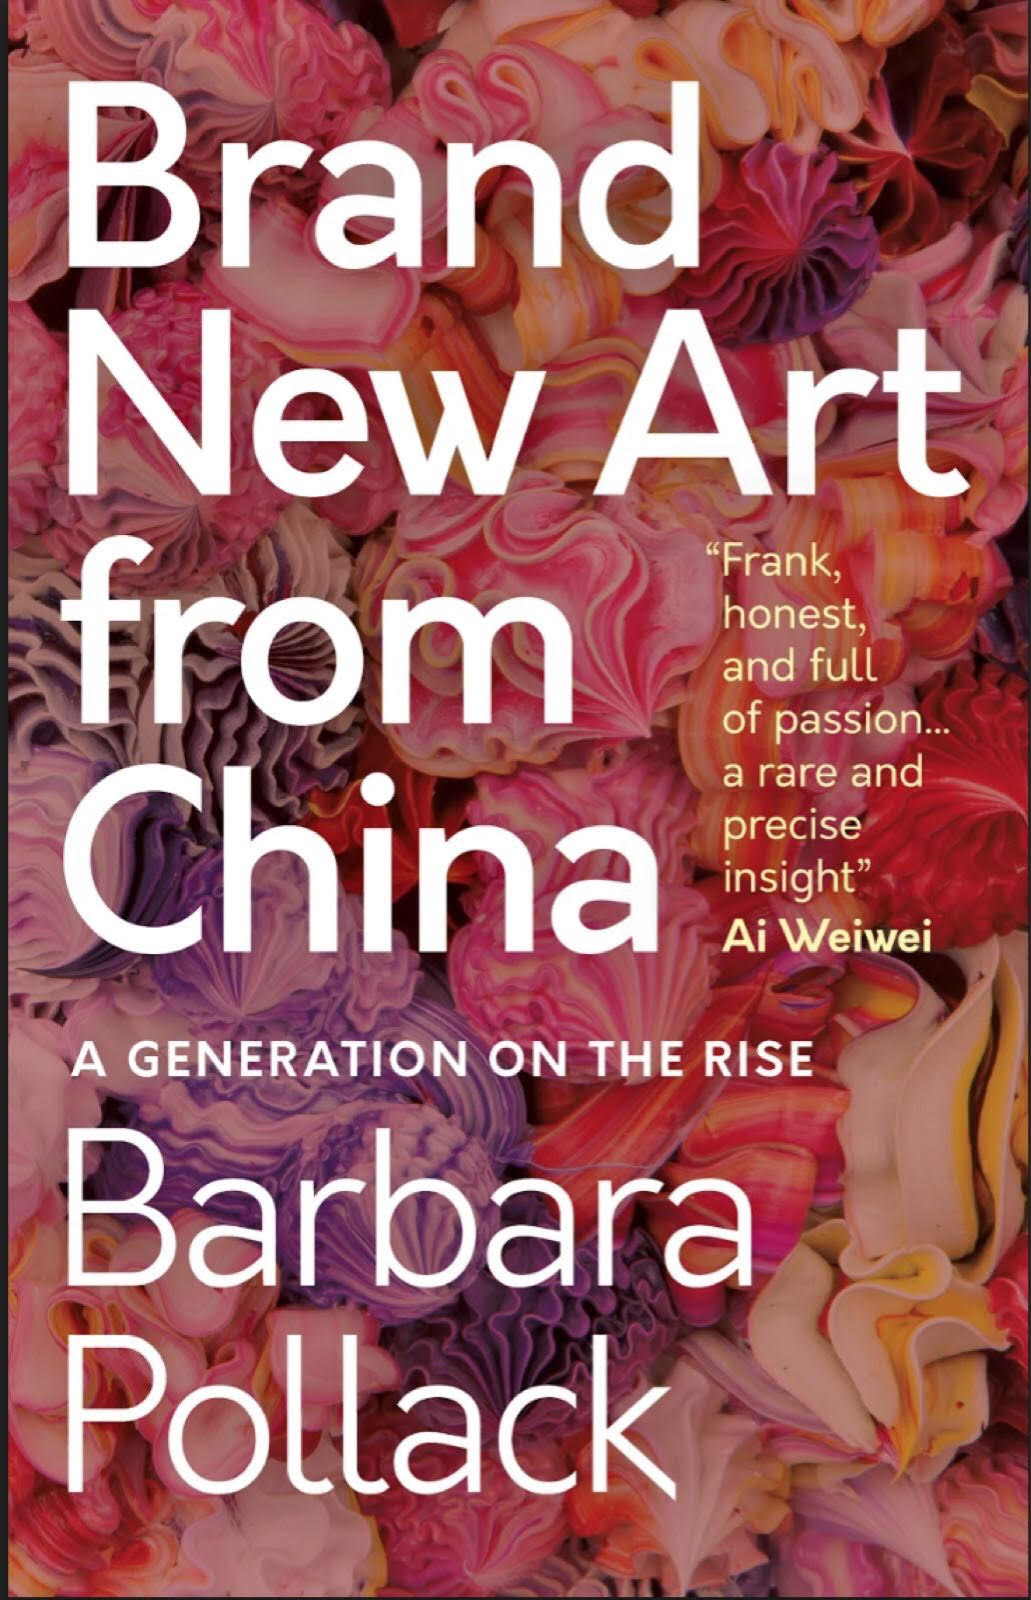 Brand
New Art
from
China
“Frank,
honest,
and full
of passion...
a rare and
precise
insight”
Ai Weiwei
A GENERATION ON THE RISE
Barbara
Pollack